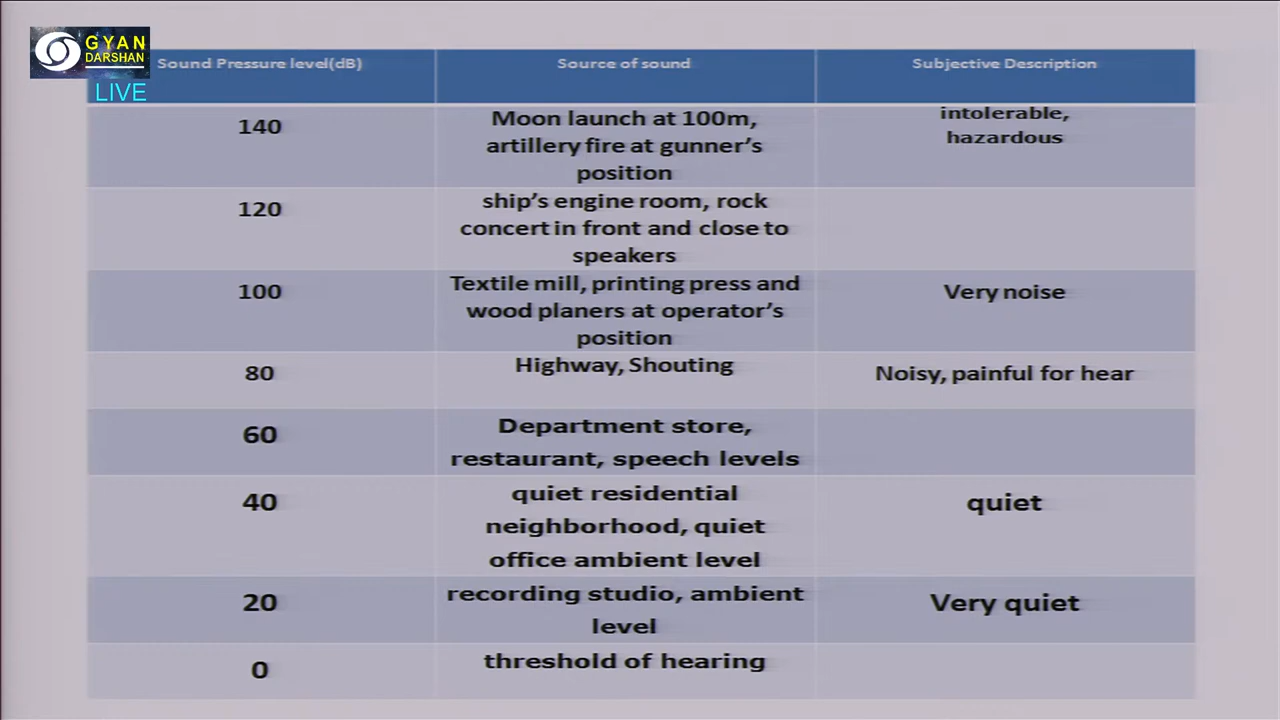 GYAN
DARSHAN
LIVE
Sound Pressure level(dB) Source of sound Subjective Description
140
Moon launch at 100m,
artillery fire at gunner's
position
intolerable,
hazardous
120
ship's engine room, rock
concert in front and close to
speakers
100
Textile mill, printing press and
wood planers at operator's
position
Very noise
80
Highway, Shouting
Noisy, painful for hear
60
Department store,
restaurant, speech levels
40
quiet residential
neighborhood, quiet
office ambient level
quiet
20
recording studio, ambient
level
Very quiet
0
threshold of hearing